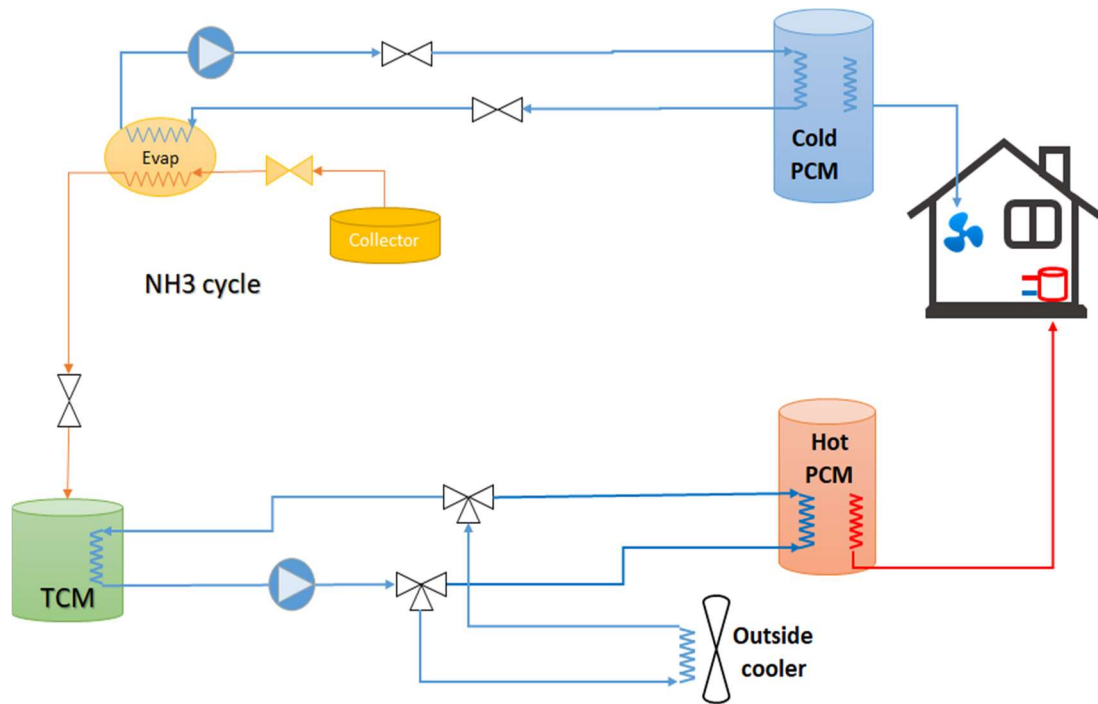 Cold
PCM
Evap
Collector
NH3 cycle
Hot
PCM
TCM
Outside
cooler